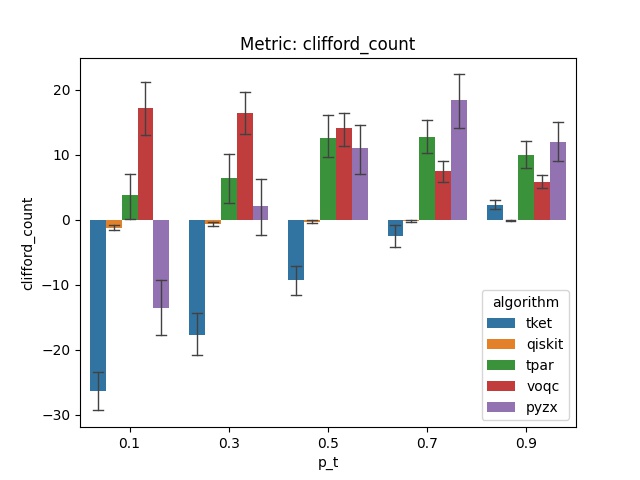 Metric: clifford_count
clifford_count
20
10
0
−10
−20
−30
0.1 0.3 0.5 0.7 0.9
p_t
algorithm
tket
qiskit
tpar
voqc
pyzx